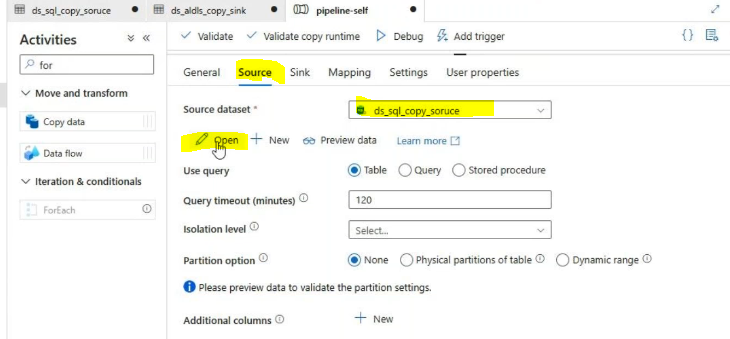 ds_sql_copy_soruce
ds_aldls_copy_sink
pipeline-self
Activities
for
Move and transform
Copy data
Data flow
Iteration & conditionals
ForEach
Validate
Validate copy runtime
Debug
Add trigger
General
Source
Sink
Mapping
Settings
User properties
Source dataset *
ds_sql_copy_soruce
Open
New
Preview data
Learn more
Use query
Table
Query
Stored procedure
Query timeout (minutes)
120
Isolation level
Select...
Partition option
None
Physical partitions of table
Dynamic range
Please preview data to validate the partition settings.
Additional columns
New